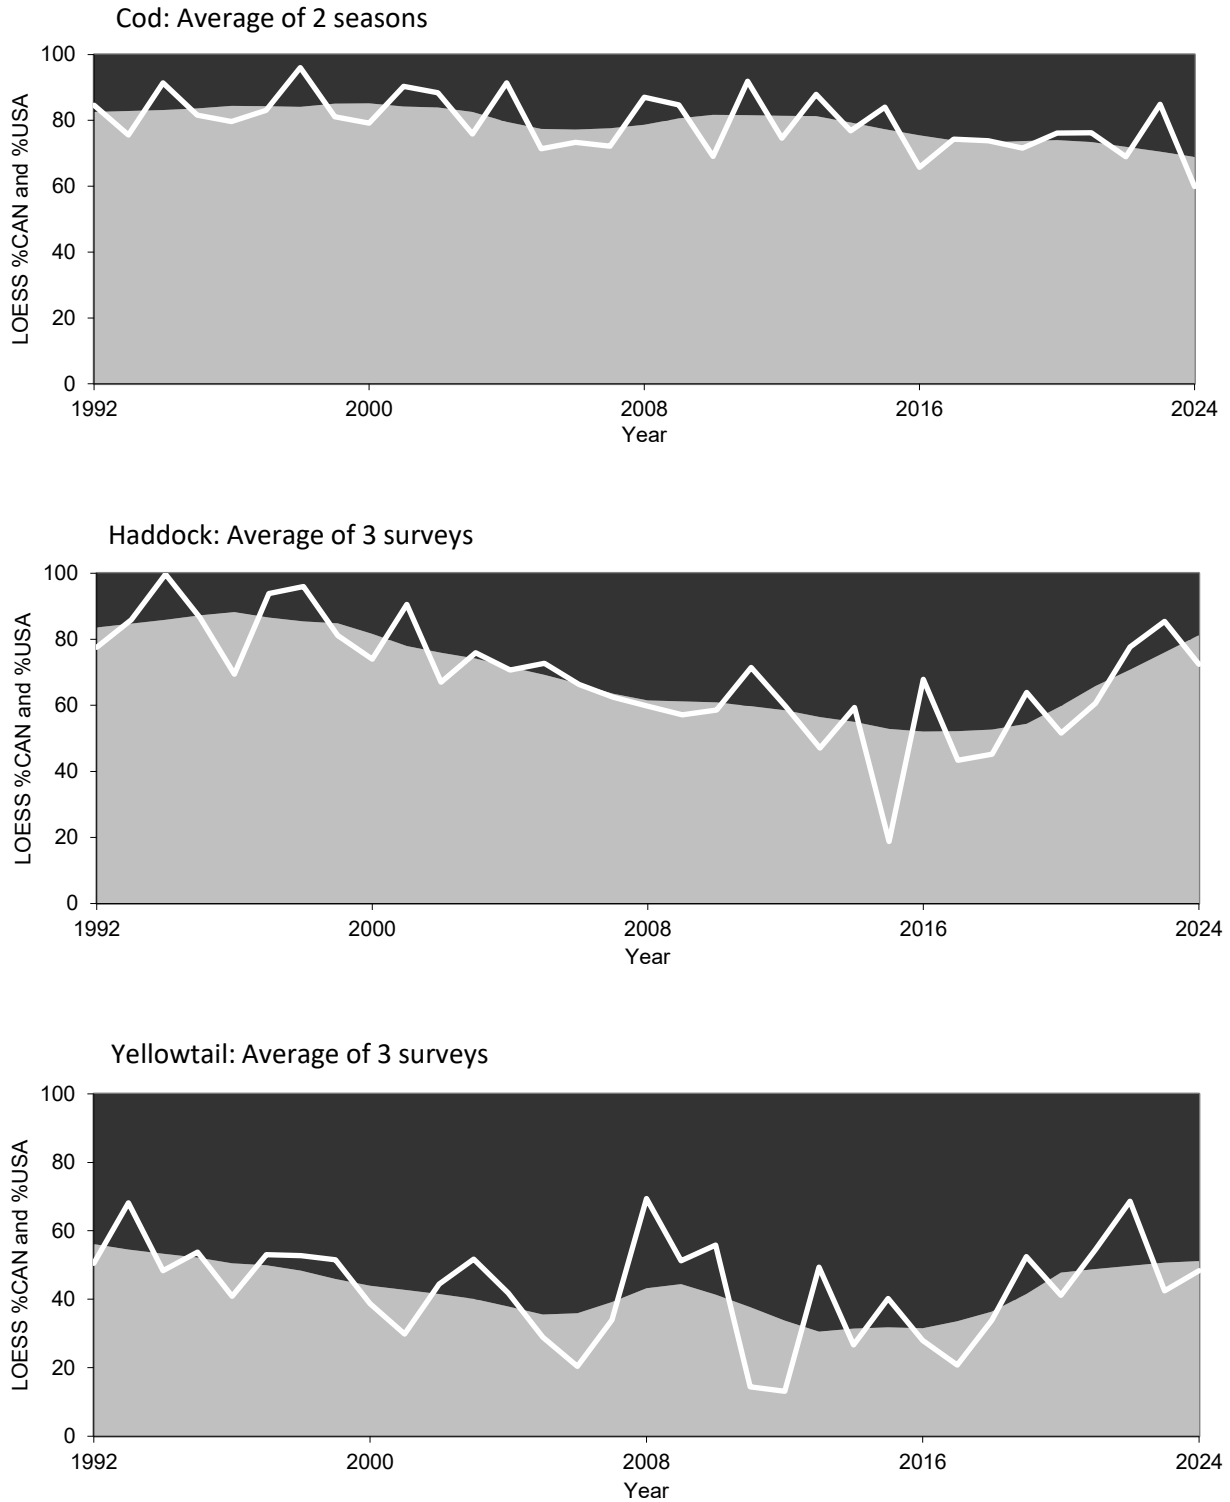 Cod: Average of 2 seasons
LOESS %CAN and %USA
100
80
60
40
20
0
1992 2000 2008 2016 2024
Year
Haddock: Average of 3 surveys
LOESS %CAN and %USA
100
80
60
40
20
0
1992 2000 2008 2016 2024
Year
Yellowtail: Average of 3 surveys
LOESS %CAN and %USA
100
80
60
40
20
0
1992 2000 2008 2016 2024
Year